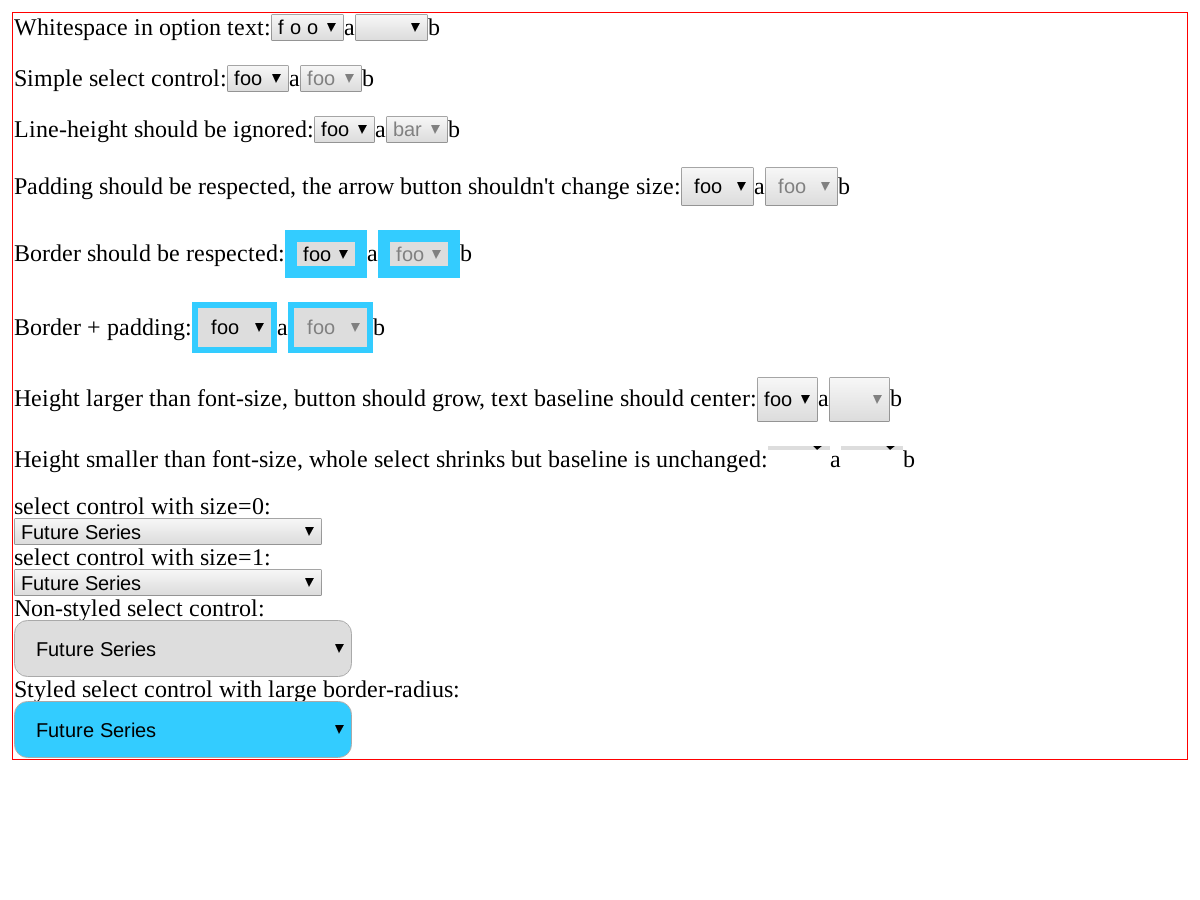 Whitespace in option text: f o o ▼ a ▼ b
Simple select control: foo ▼ a foo ▼ b
Line-height should be ignored: foo ▼ a bar ▼ b
Padding should be respected, the arrow button shouldn't change size: foo ▼ a foo ▼ b
Border should be respected: foo ▼ a foo ▼ b
Border + padding: foo ▼ a foo ▼ b
Height larger than font-size, button should grow, text baseline should center: foo ▼ a ▼ b
Height smaller than font-size, whole select shrinks but baseline is unchanged: a b
select control with size=0:
Future Series ▼
select control with size=1:
Future Series ▼
Non-styled select control:
Future Series ▼
Styled select control with large border-radius:
Future Series ▼